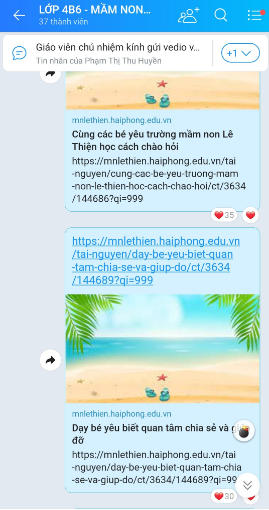 LỚP 4B6 - MẦM NON...
37 thành viên
Giáo viên chủ nhiệm kính gửi vedio v...
Tin nhắn của Phạm Thị Thu Huyền
+1
mnlethien.haiphong.edu.vn
Cùng các bé yêu trường mầm non Lê
Thiện học cách chào hỏi
https://mnlethien.haiphong.edu.vn/tai
-nguyen/cung-cac-be-yeu-truong-mam
-non-le-thien-hoc-cach-chao-hoi/ct/3634
/144686?qi=999
35
https://mnlethien.haiphong.edu.vn
/tai-nguyen/day-be-yeu-biet-quan
-tam-chia-se-va-giup-do/ct/3634
/144689?qi=999
mnlethien.haiphong.edu.vn
Dạy bé yêu biết quan tâm chia sẻ và
đỡ
https://mnlethien.haiphong.edu.vn/tai
-nguyen/day-be-yeu-biet-quan-tam-chia
-se-va-giup-do/ct/3634/144689?qi=99
30